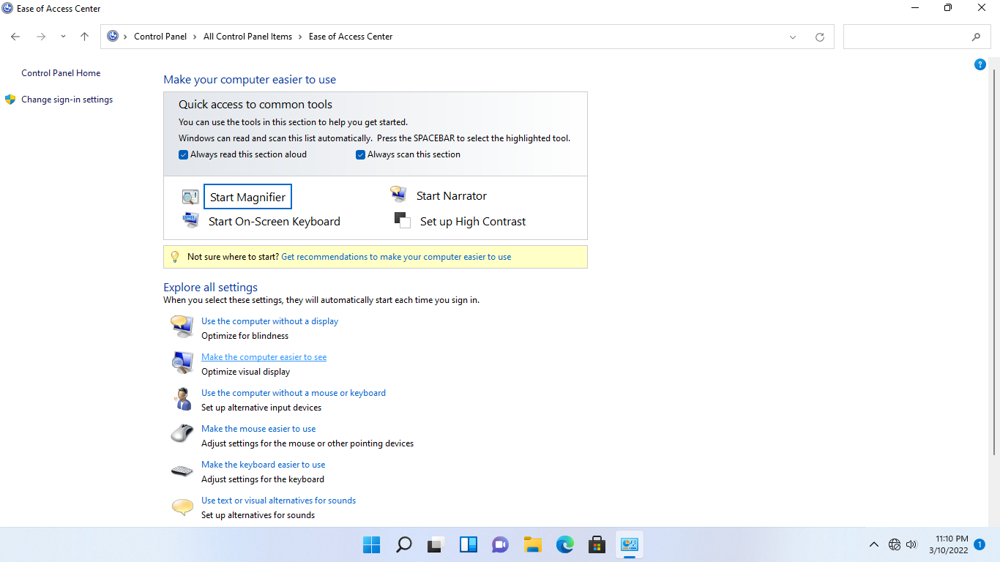 Ease of Access Center
Control Panel
All Control Panel Items
Ease of Access Center
Control Panel Home
Change sign-in settings
?
Make your computer easier to use
Quick access to common tools
You can use the tools in this section to help you get started.
Windows can read and scan this list automatically.  Press the SPACEBAR to select the highlighted tool.
Always read this section aloud
Always scan this section
Start Magnifier
Start Narrator
Start On-Screen Keyboard
Set up High Contrast
Not sure where to start? Get recommendations to make your computer easier to use
Explore all settings
When you select these settings, they will automatically start each time you sign in.
Use the computer without a display
Optimize for blindness
Make the computer easier to see
Optimize visual display
Use the computer without a mouse or keyboard
Set up alternative input devices
Make the mouse easier to use
Adjust settings for the mouse or other pointing devices
Make the keyboard easier to use
Adjust settings for the keyboard
Use text or visual alternatives for sounds
Set up alternatives for sounds
11:10 PM
3/10/2022
1